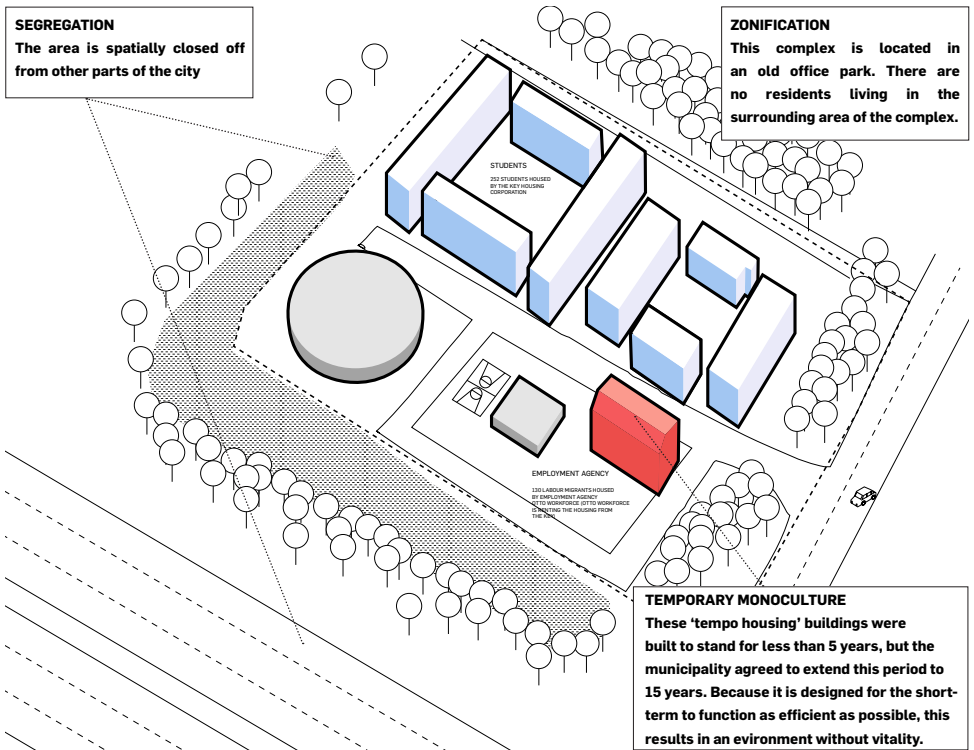 SEGREGATION
The area is spatially closed off
from other parts of the city
ZONIFICATION
This complex is located in
an old office park. There are
no residents living in the
surrounding area of the complex.
STUDENTS
252 STUDENTS HOUSED
BY THE KEY HOUSING
CORPORATION
EMPLOYMENT AGENCY
130 LABOUR MIGRANTS HOUSED
BY EMPLOYMENT AGENCY
OTTO WORKFORCE (OTTO WORKFORCE
IS RENTING THE HOUSING FROM
THE KEY)
TEMPORARY MONOCULTURE
These ‘tempo housing’ buildings were
built to stand for less than 5 years, but the
municipality agreed to extend this period to
15 years. Because it is designed for the short-
term to function as efficient as possible, this
results in an evironment without vitality.